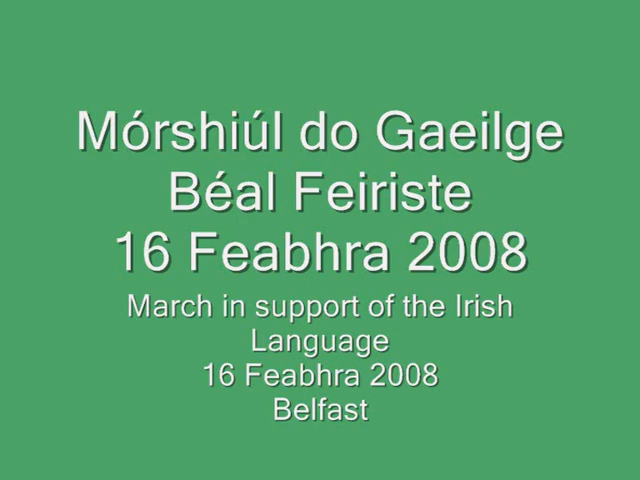 Mórshiúl do Gaeilge
Béal Feiriste
16 Feabhra 2008
March in support of the Irish
Language
16 Feabhra 2008
Belfast